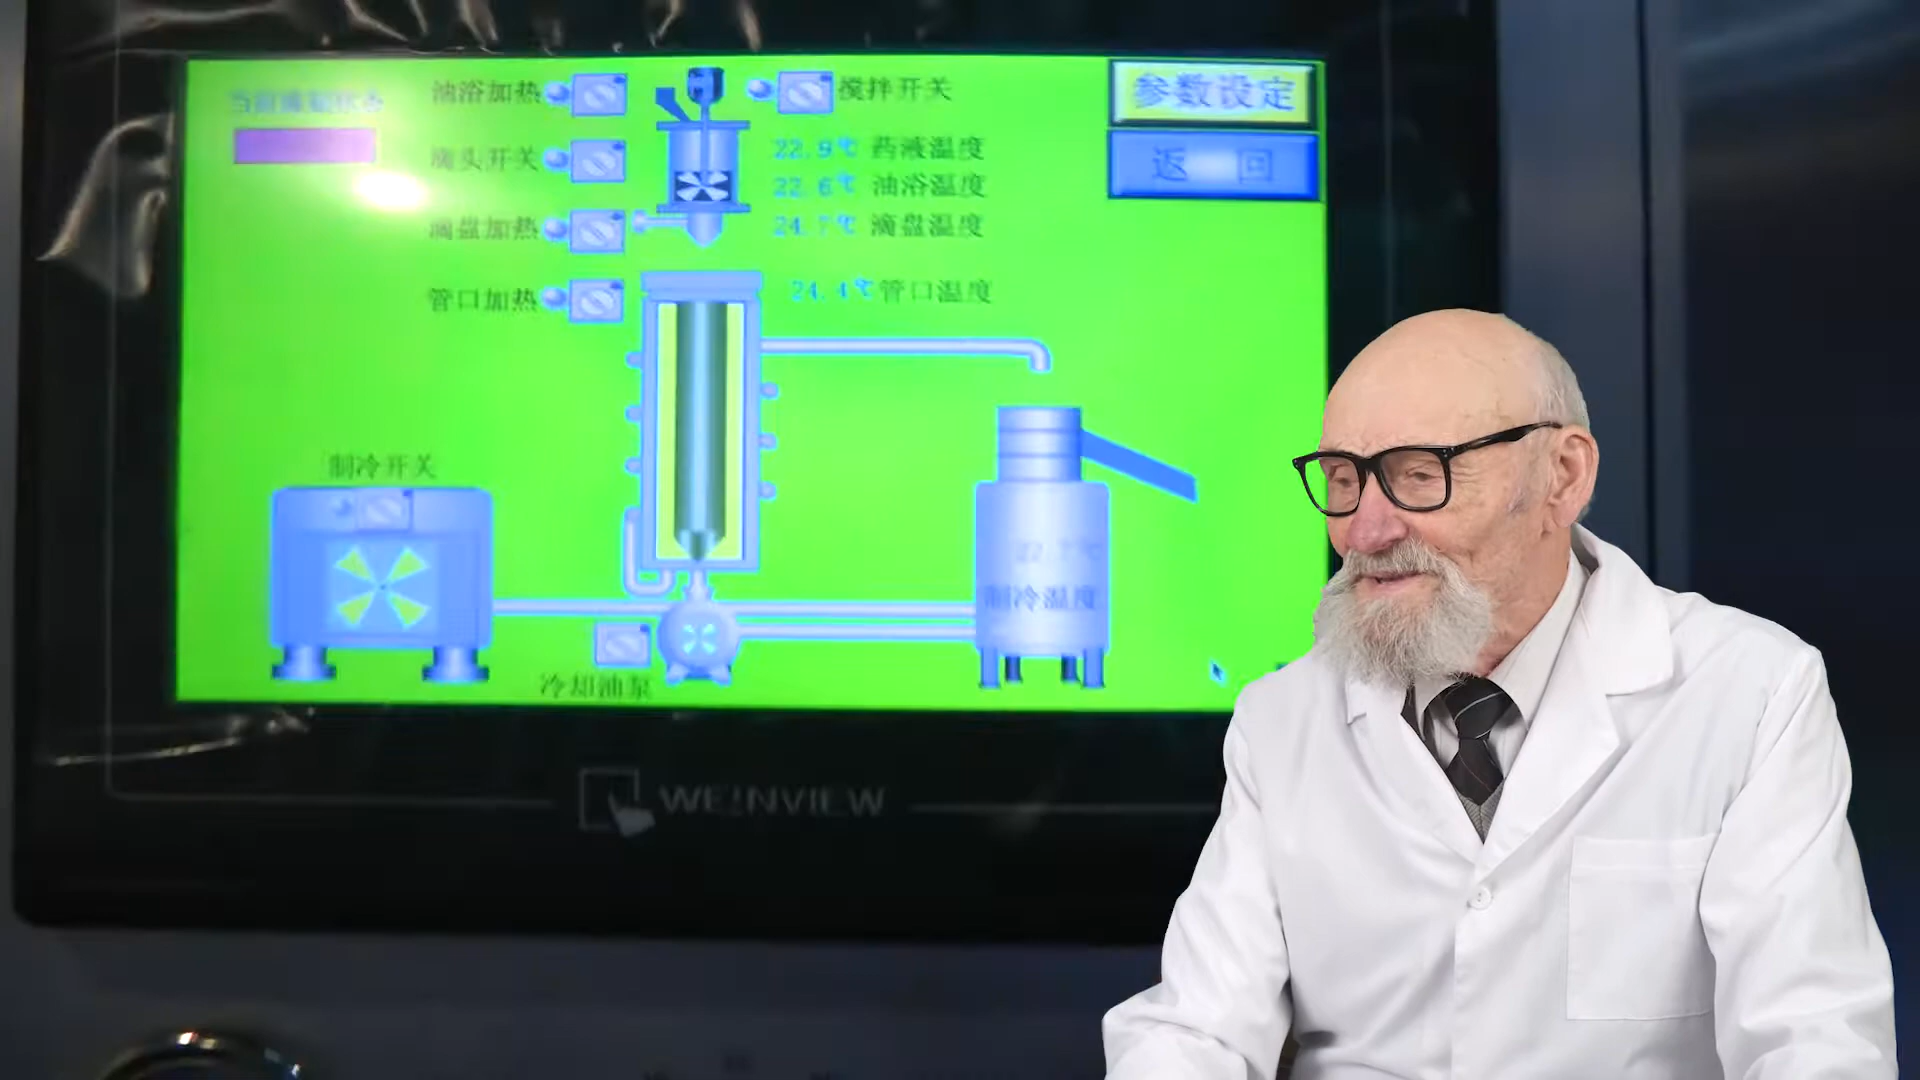 油浴加热
搅拌开关
参数设定
滴头开关
22.9℃ 药液温度
返 回
22.6℃ 油浴温度
滴盘加热
24.7℃ 滴盘温度
管口加热
24.4℃ 管口温度
制冷开关
制冷温度
冷却油泵
WEINVIEW